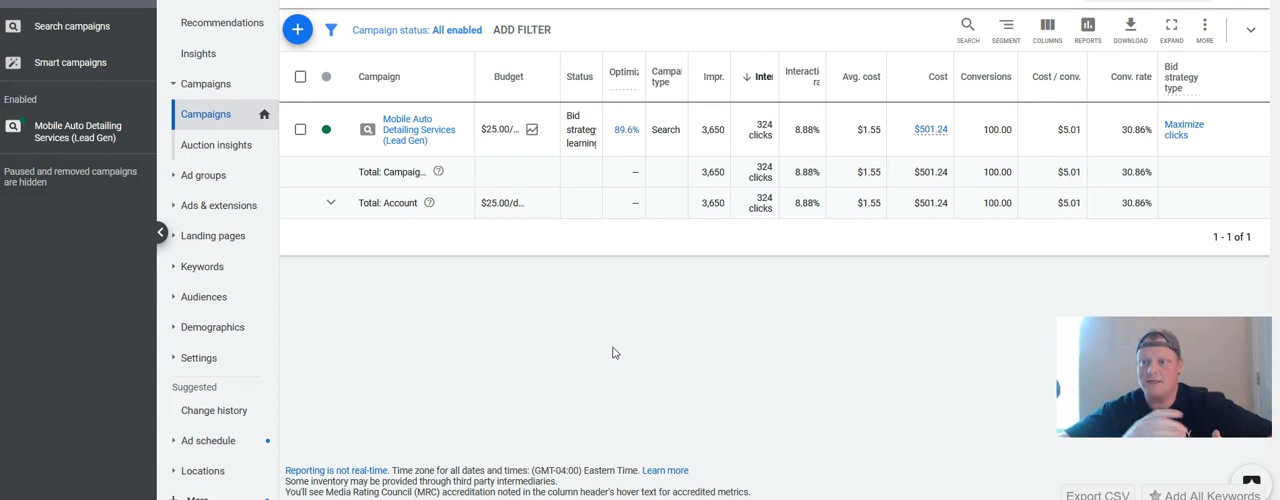 Search campaigns
Smart campaigns
Enabled
Mobile Auto Detailing
Services (Lead Gen)
Paused and removed campaigns
are hidden
Recommendations
Insights
Campaigns
Campaigns
Auction insights
Ad groups
Ads & extensions
Landing pages
Keywords
Audiences
Demographics
Settings
Suggested
Change history
Ad schedule
Locations
More
Campaign status: All enabled ADD FILTER
SEARCH SEGMENT COLUMNS REPORTS DOWNLOAD EXPAND MORE
Campaign Budget Status Optimiz Campai type Impr. Inter Interacti ra Avg. cost Cost Conversions Cost / conv. Conv. rate Bid strategy type
Mobile Auto Detailing Services (Lead Gen) $25.00/... Bid strategy learning 89.6% Search 3,650 324 clicks 8.88% $1.55 $501.24 100.00 $5.01 30.86% Maximize clicks
Total: Campaig... — 3,650 324 clicks 8.88% $1.55 $501.24 100.00 $5.01 30.86%
Total: Account $25.00/d... — 3,650 324 clicks 8.88% $1.55 $501.24 100.00 $5.01 30.86%
1 - 1 of 1
Reporting is not real-time. Time zone for all dates and times: (GMT-04:00) Eastern Time. Learn more
Some inventory may be provided through third party intermediaries.
You'll see Media Rating Council (MRC) accreditation noted in the column header's hover text for accredited metrics.
Export CSV Add All Keywords